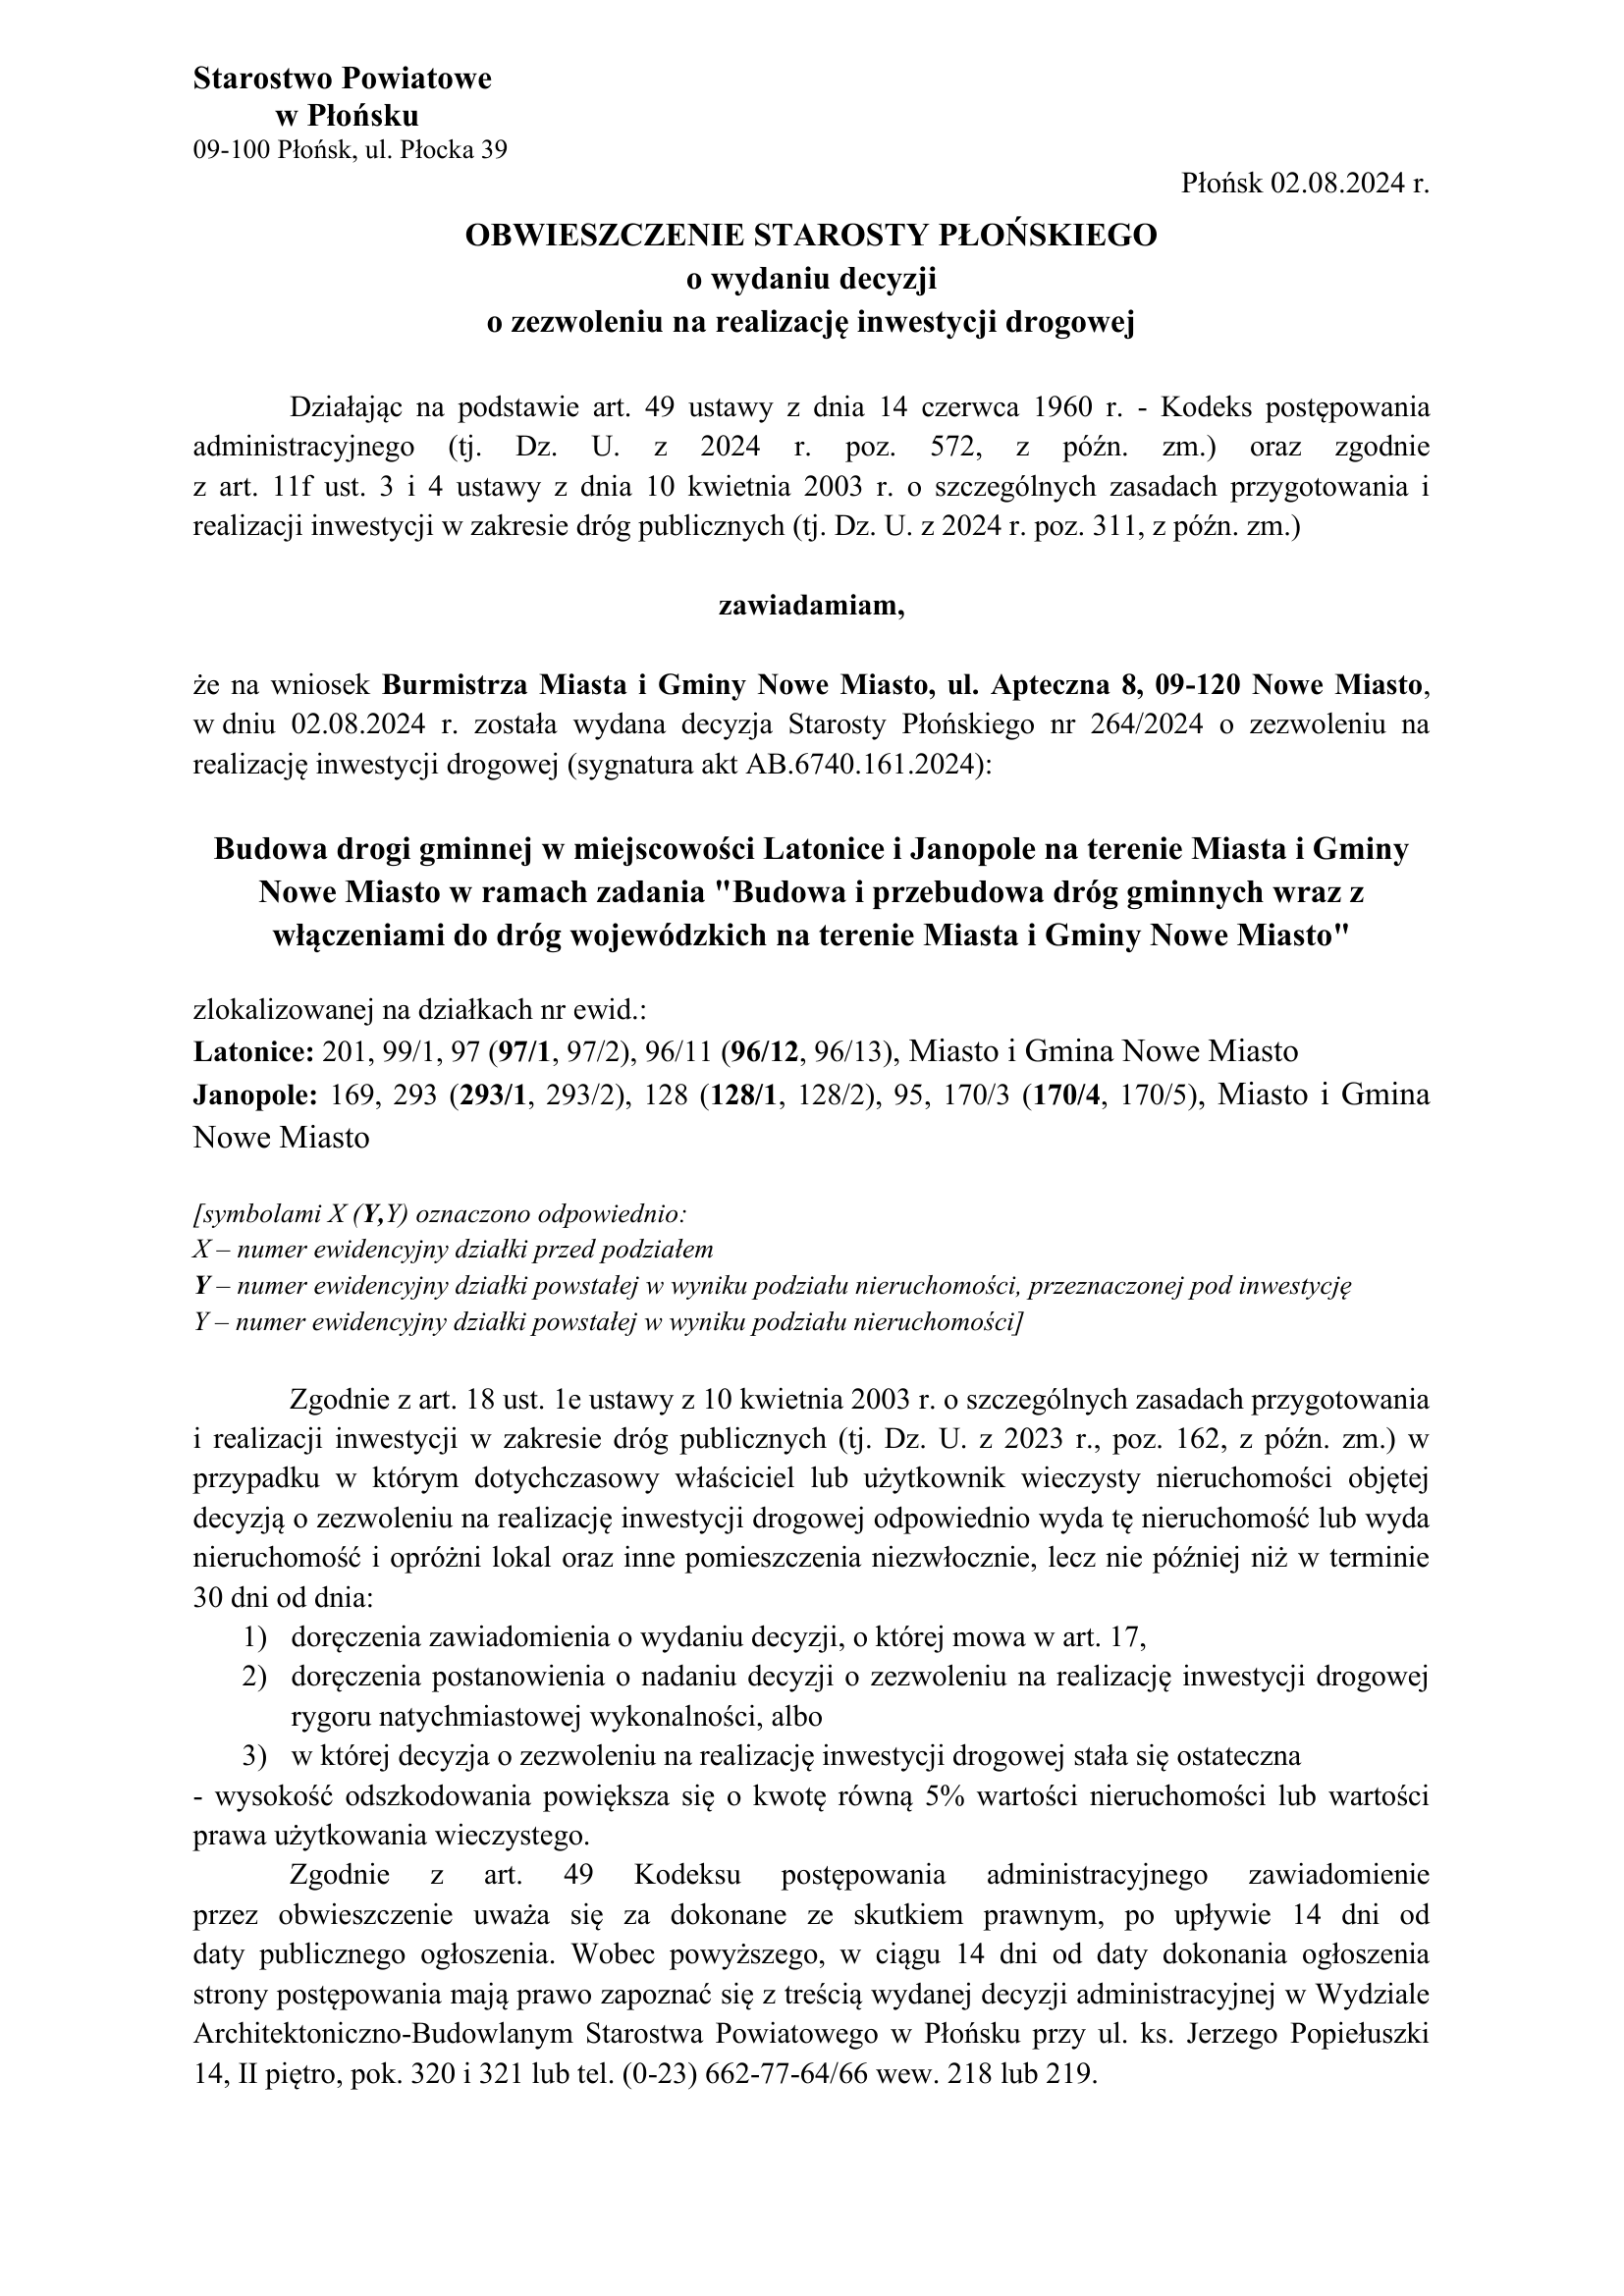 Starostwo Powiatowe
w Płońsku
09-100 Płońsk, ul. Płocka 39
Płońsk 02.08.2024 r.
OBWIESZCZENIE STAROSTY PŁOŃSKIEGO
o wydaniu decyzji
o zezwoleniu na realizację inwestycji drogowej
Działając na podstawie art. 49 ustawy z dnia 14 czerwca 1960 r. - Kodeks postępowania
administracyjnego (tj. Dz. U. z 2024 r. poz. 572, z późn. zm.) oraz zgodnie
z art. 11f ust. 3 i 4 ustawy z dnia 10 kwietnia 2003 r. o szczególnych zasadach przygotowania i
realizacji inwestycji w zakresie dróg publicznych (tj. Dz. U. z 2024 r. poz. 311, z późn. zm.)
zawiadamiam,
że na wniosek Burmistrza Miasta i Gminy Nowe Miasto, ul. Apteczna 8, 09-120 Nowe Miasto,
w dniu 02.08.2024 r. została wydana decyzja Starosty Płońskiego nr 264/2024 o zezwoleniu na
realizację inwestycji drogowej (sygnatura akt AB.6740.161.2024):
Budowa drogi gminnej w miejscowości Latonice i Janopole na terenie Miasta i Gminy
Nowe Miasto w ramach zadania "Budowa i przebudowa dróg gminnych wraz z
włączeniami do dróg wojewódzkich na terenie Miasta i Gminy Nowe Miasto"
zlokalizowanej na działkach nr ewid.:
Latonice: 201, 99/1, 97 (97/1, 97/2), 96/11 (96/12, 96/13), Miasto i Gmina Nowe Miasto
Janopole: 169, 293 (293/1, 293/2), 128 (128/1, 128/2), 95, 170/3 (170/4, 170/5), Miasto i Gmina
Nowe Miasto
[symbolami X (Y,Y) oznaczono odpowiednio:
X – numer ewidencyjny działki przed podziałem
Y – numer ewidencyjny działki powstałej w wyniku podziału nieruchomości, przeznaczonej pod inwestycję
Y – numer ewidencyjny działki powstałej w wyniku podziału nieruchomości]
Zgodnie z art. 18 ust. 1e ustawy z 10 kwietnia 2003 r. o szczególnych zasadach przygotowania
i realizacji inwestycji w zakresie dróg publicznych (tj. Dz. U. z 2023 r., poz. 162, z późn. zm.) w
przypadku w którym dotychczasowy właściciel lub użytkownik wieczysty nieruchomości objętej
decyzją o zezwoleniu na realizację inwestycji drogowej odpowiednio wyda tę nieruchomość lub wyda
nieruchomość i opróżni lokal oraz inne pomieszczenia niezwłocznie, lecz nie później niż w terminie
30 dni od dnia:
1) doręczenia zawiadomienia o wydaniu decyzji, o której mowa w art. 17,
2) doręczenia postanowienia o nadaniu decyzji o zezwoleniu na realizację inwestycji drogowej
rygoru natychmiastowej wykonalności, albo
3) w której decyzja o zezwoleniu na realizację inwestycji drogowej stała się ostateczna
- wysokość odszkodowania powiększa się o kwotę równą 5% wartości nieruchomości lub wartości
prawa użytkowania wieczystego.
Zgodnie z art. 49 Kodeksu postępowania administracyjnego zawiadomienie
przez obwieszczenie uważa się za dokonane ze skutkiem prawnym, po upływie 14 dni od
daty publicznego ogłoszenia. Wobec powyższego, w ciągu 14 dni od daty dokonania ogłoszenia
strony postępowania mają prawo zapoznać się z treścią wydanej decyzji administracyjnej w Wydziale
Architektoniczno-Budowlanym Starostwa Powiatowego w Płońsku przy ul. ks. Jerzego Popiełuszki
14, II piętro, pok. 320 i 321 lub tel. (0-23) 662-77-64/66 wew. 218 lub 219.